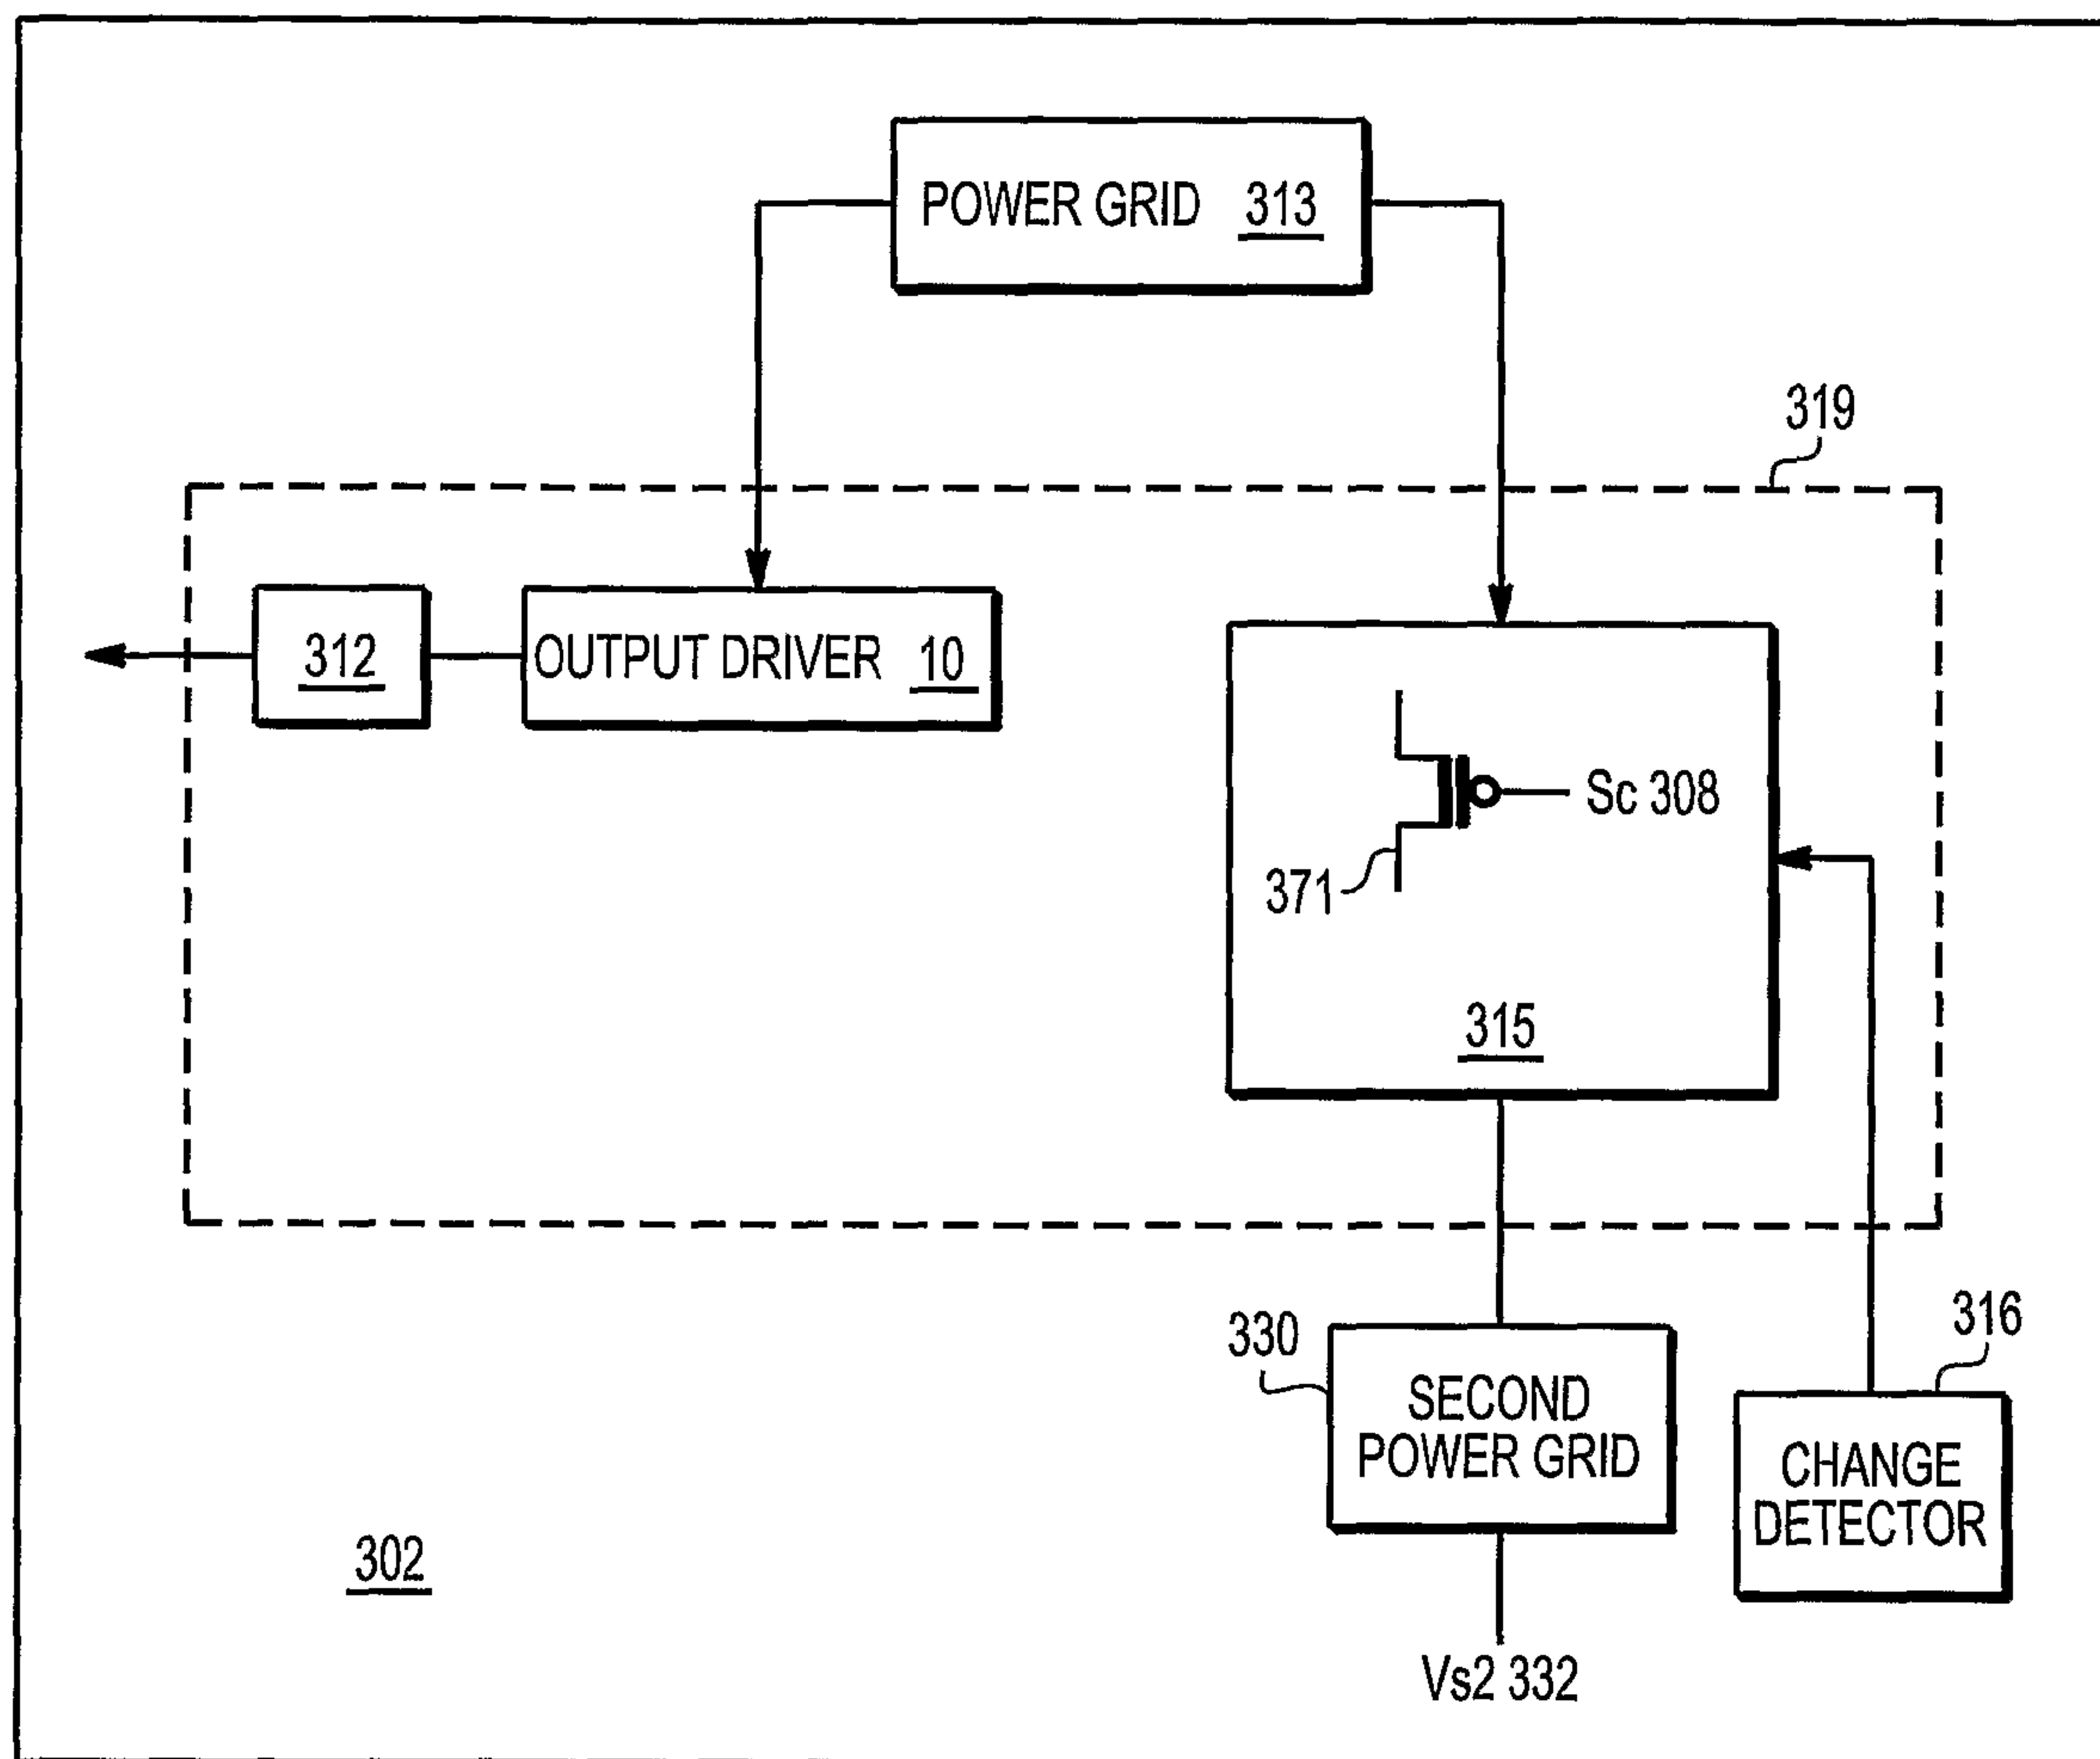 POWER GRID 313
319
312
OUTPUT DRIVER 10
Sc 308
371
315
330
SECOND
POWER GRID
316
CHANGE
DETECTOR
302
Vs2 332